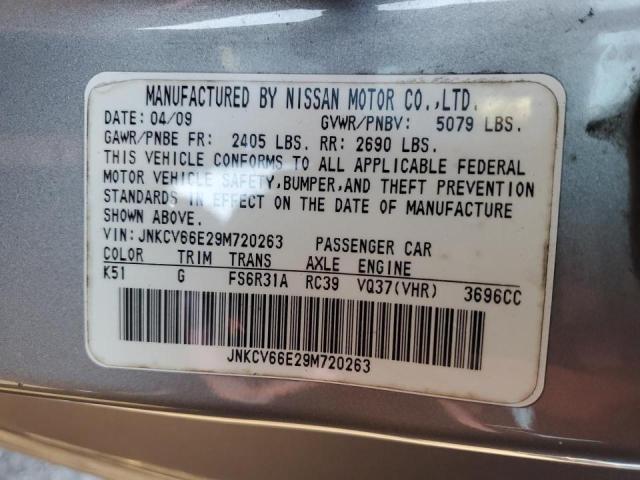 MANUFACTURED BY NISSAN MOTOR CO.,LTD.
DATE: 04/09 GVWR/PNBV: 5079 LBS.
GAWR/PNBE FR: 2405 LBS. RR: 2690 LBS.
THIS VEHICLE CONFORMS TO ALL APPLICABLE FEDERAL
MOTOR VEHICLE SAFETY,BUMPER,AND THEFT PREVENTION
STANDARDS IN EFFECT ON THE DATE OF MANUFACTURE
SHOWN ABOVE.
VIN:JNKCV66E29M720263 PASSENGER CAR
COLOR TRIM TRANS AXLE ENGINE
K51 G FS6R31A RC39 VQ37(VHR) 3696CC
JNKCV66E29M720263